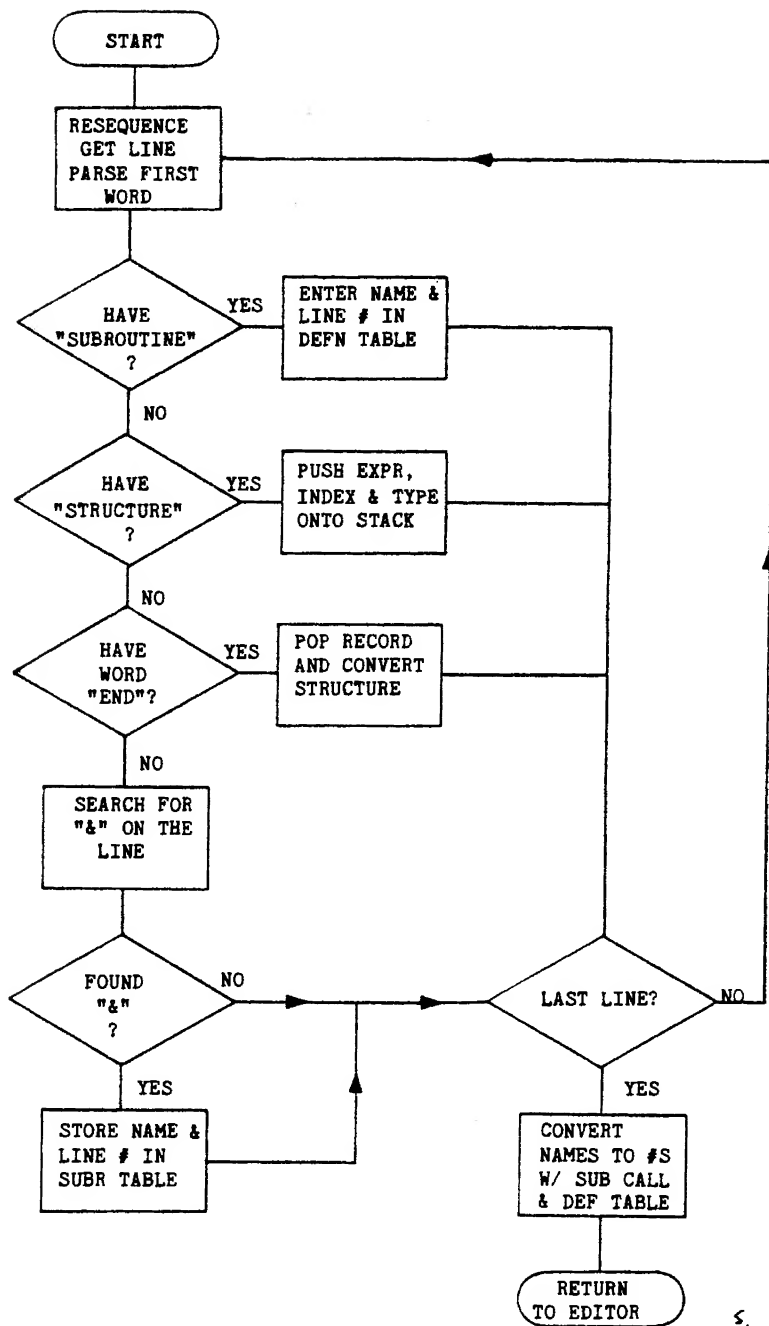 START
RESEQUENCE
GET LINE
PARSE FIRST
WORD
HAVE
"SUBROUTINE"
?
YES
ENTER NAME &
LINE # IN
DEFN TABLE
NO
HAVE
"STRUCTURE"
?
YES
PUSH EXPR,
INDEX & TYPE
ONTO STACK
NO
HAVE
WORD
"END"?
YES
POP RECORD
AND CONVERT
STRUCTURE
NO
SEARCH FOR
"&" ON THE
LINE
FOUND
"&"
?
NO
LAST LINE?
NO
YES
STORE NAME &
LINE # IN
SUBR TABLE
YES
CONVERT
NAMES TO #S
W/ SUB CALL
& DEF TABLE
RETURN
TO EDITOR